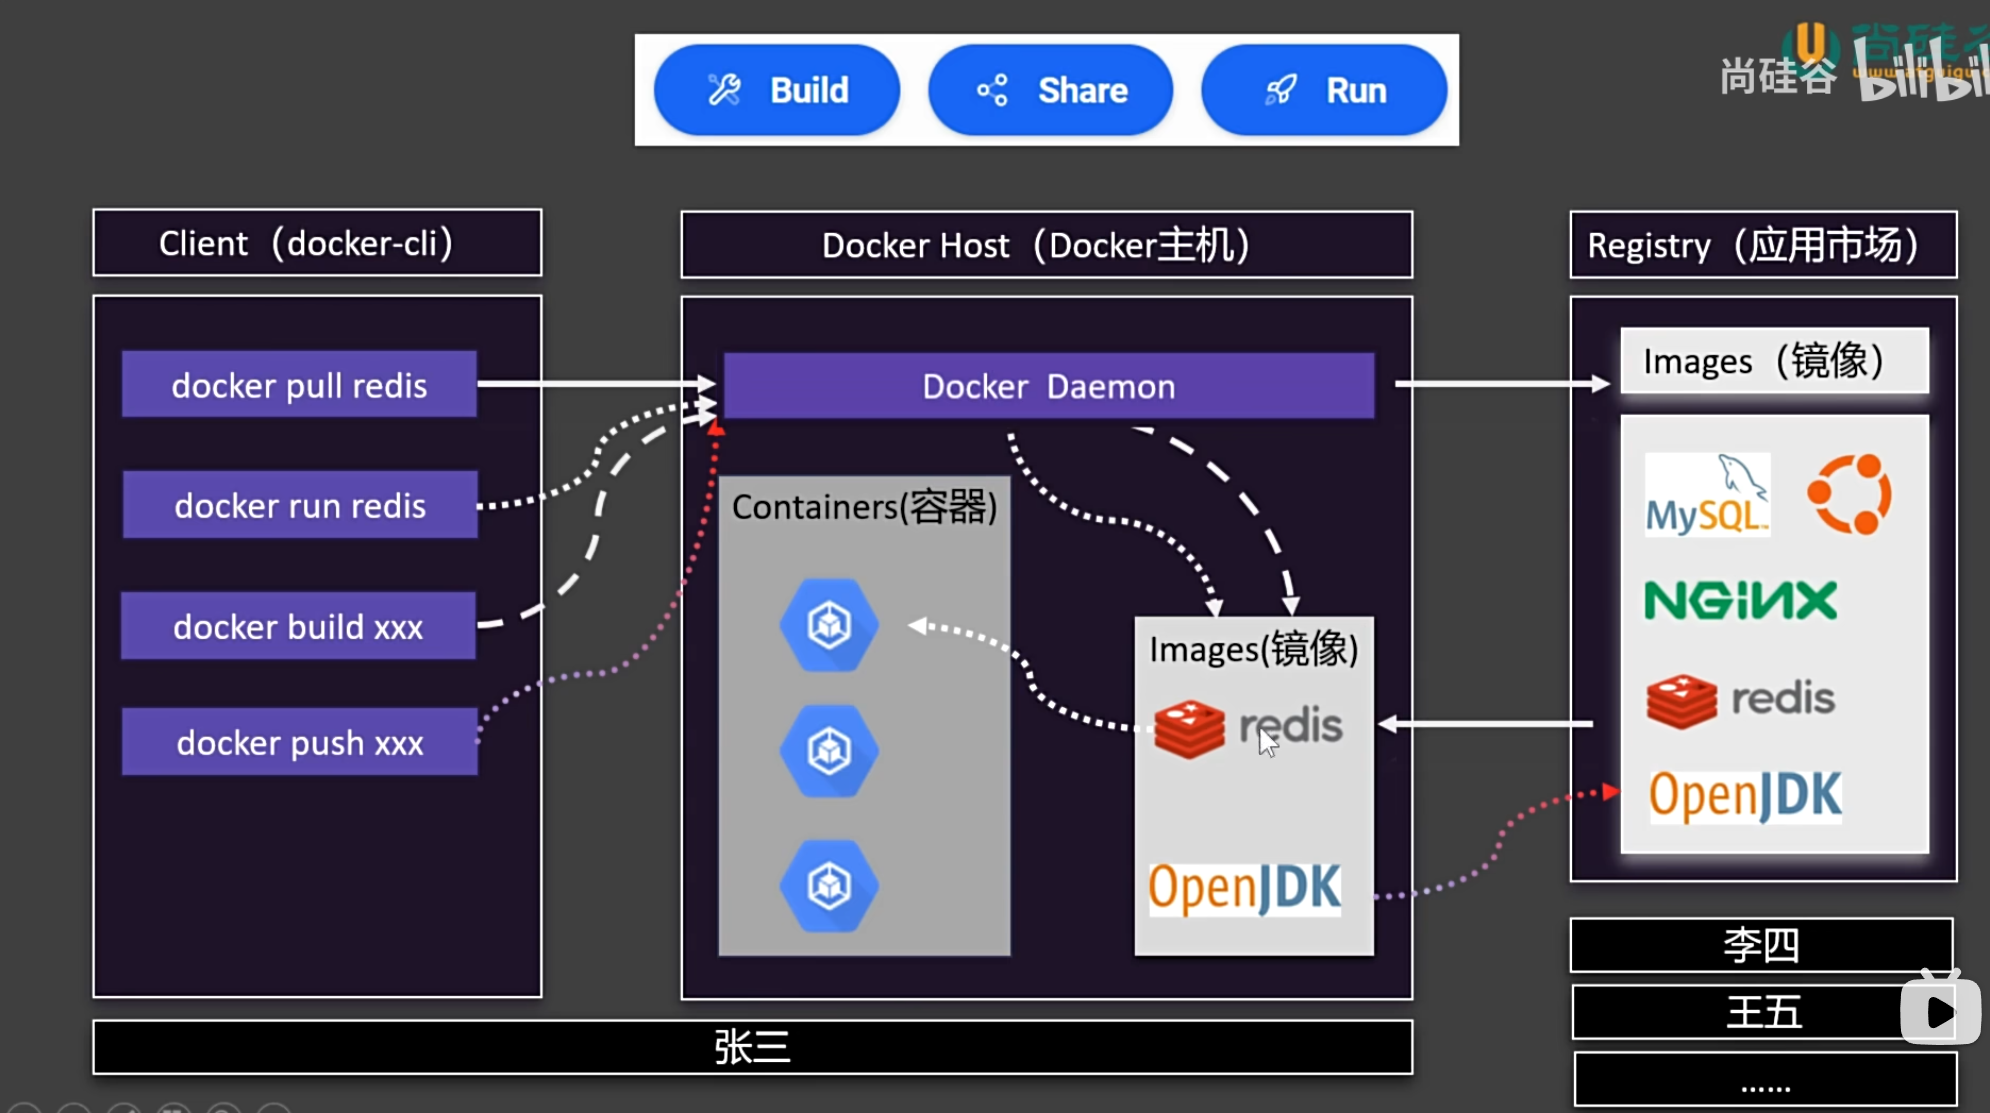 Build
Share
Run
尚硅谷
bilibili
Client（docker-cli）
docker pull redis
docker run redis
docker build xxx
docker push xxx
Docker Host（Docker主机）
Docker Daemon
Containers(容器)
Images(镜像)
redis
OpenJDK
Registry（应用市场）
Images（镜像）
MySQL
NGINX
redis
OpenJDK
张三
李四
王五
......